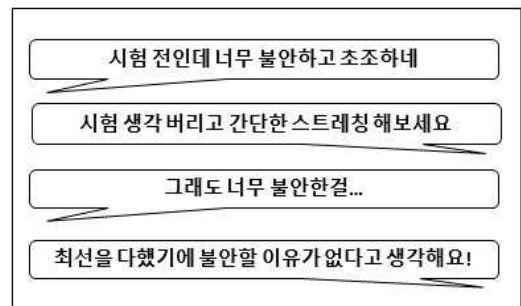 시험 전인데 너무 불안하고 초조하네
시험 생각 버리고 간단한 스트레칭 해보세요
그래도 너무 불안한걸...
최선을 다했기에 불안할 이유가 없다고 생각해요!